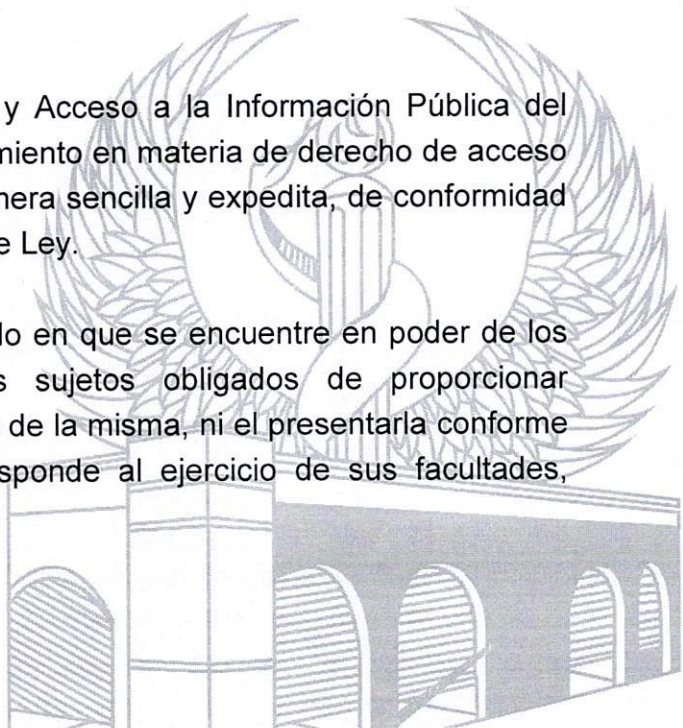 y Acceso a la Información Pública del
miento en materia de derecho de acceso
nera sencilla y expedita, de conformidad
e Ley.
do en que se encuentre en poder de los
s sujetos obligados de proporcionar
de la misma, ni el presentarla conforme
sponde al ejercicio de sus facultades,